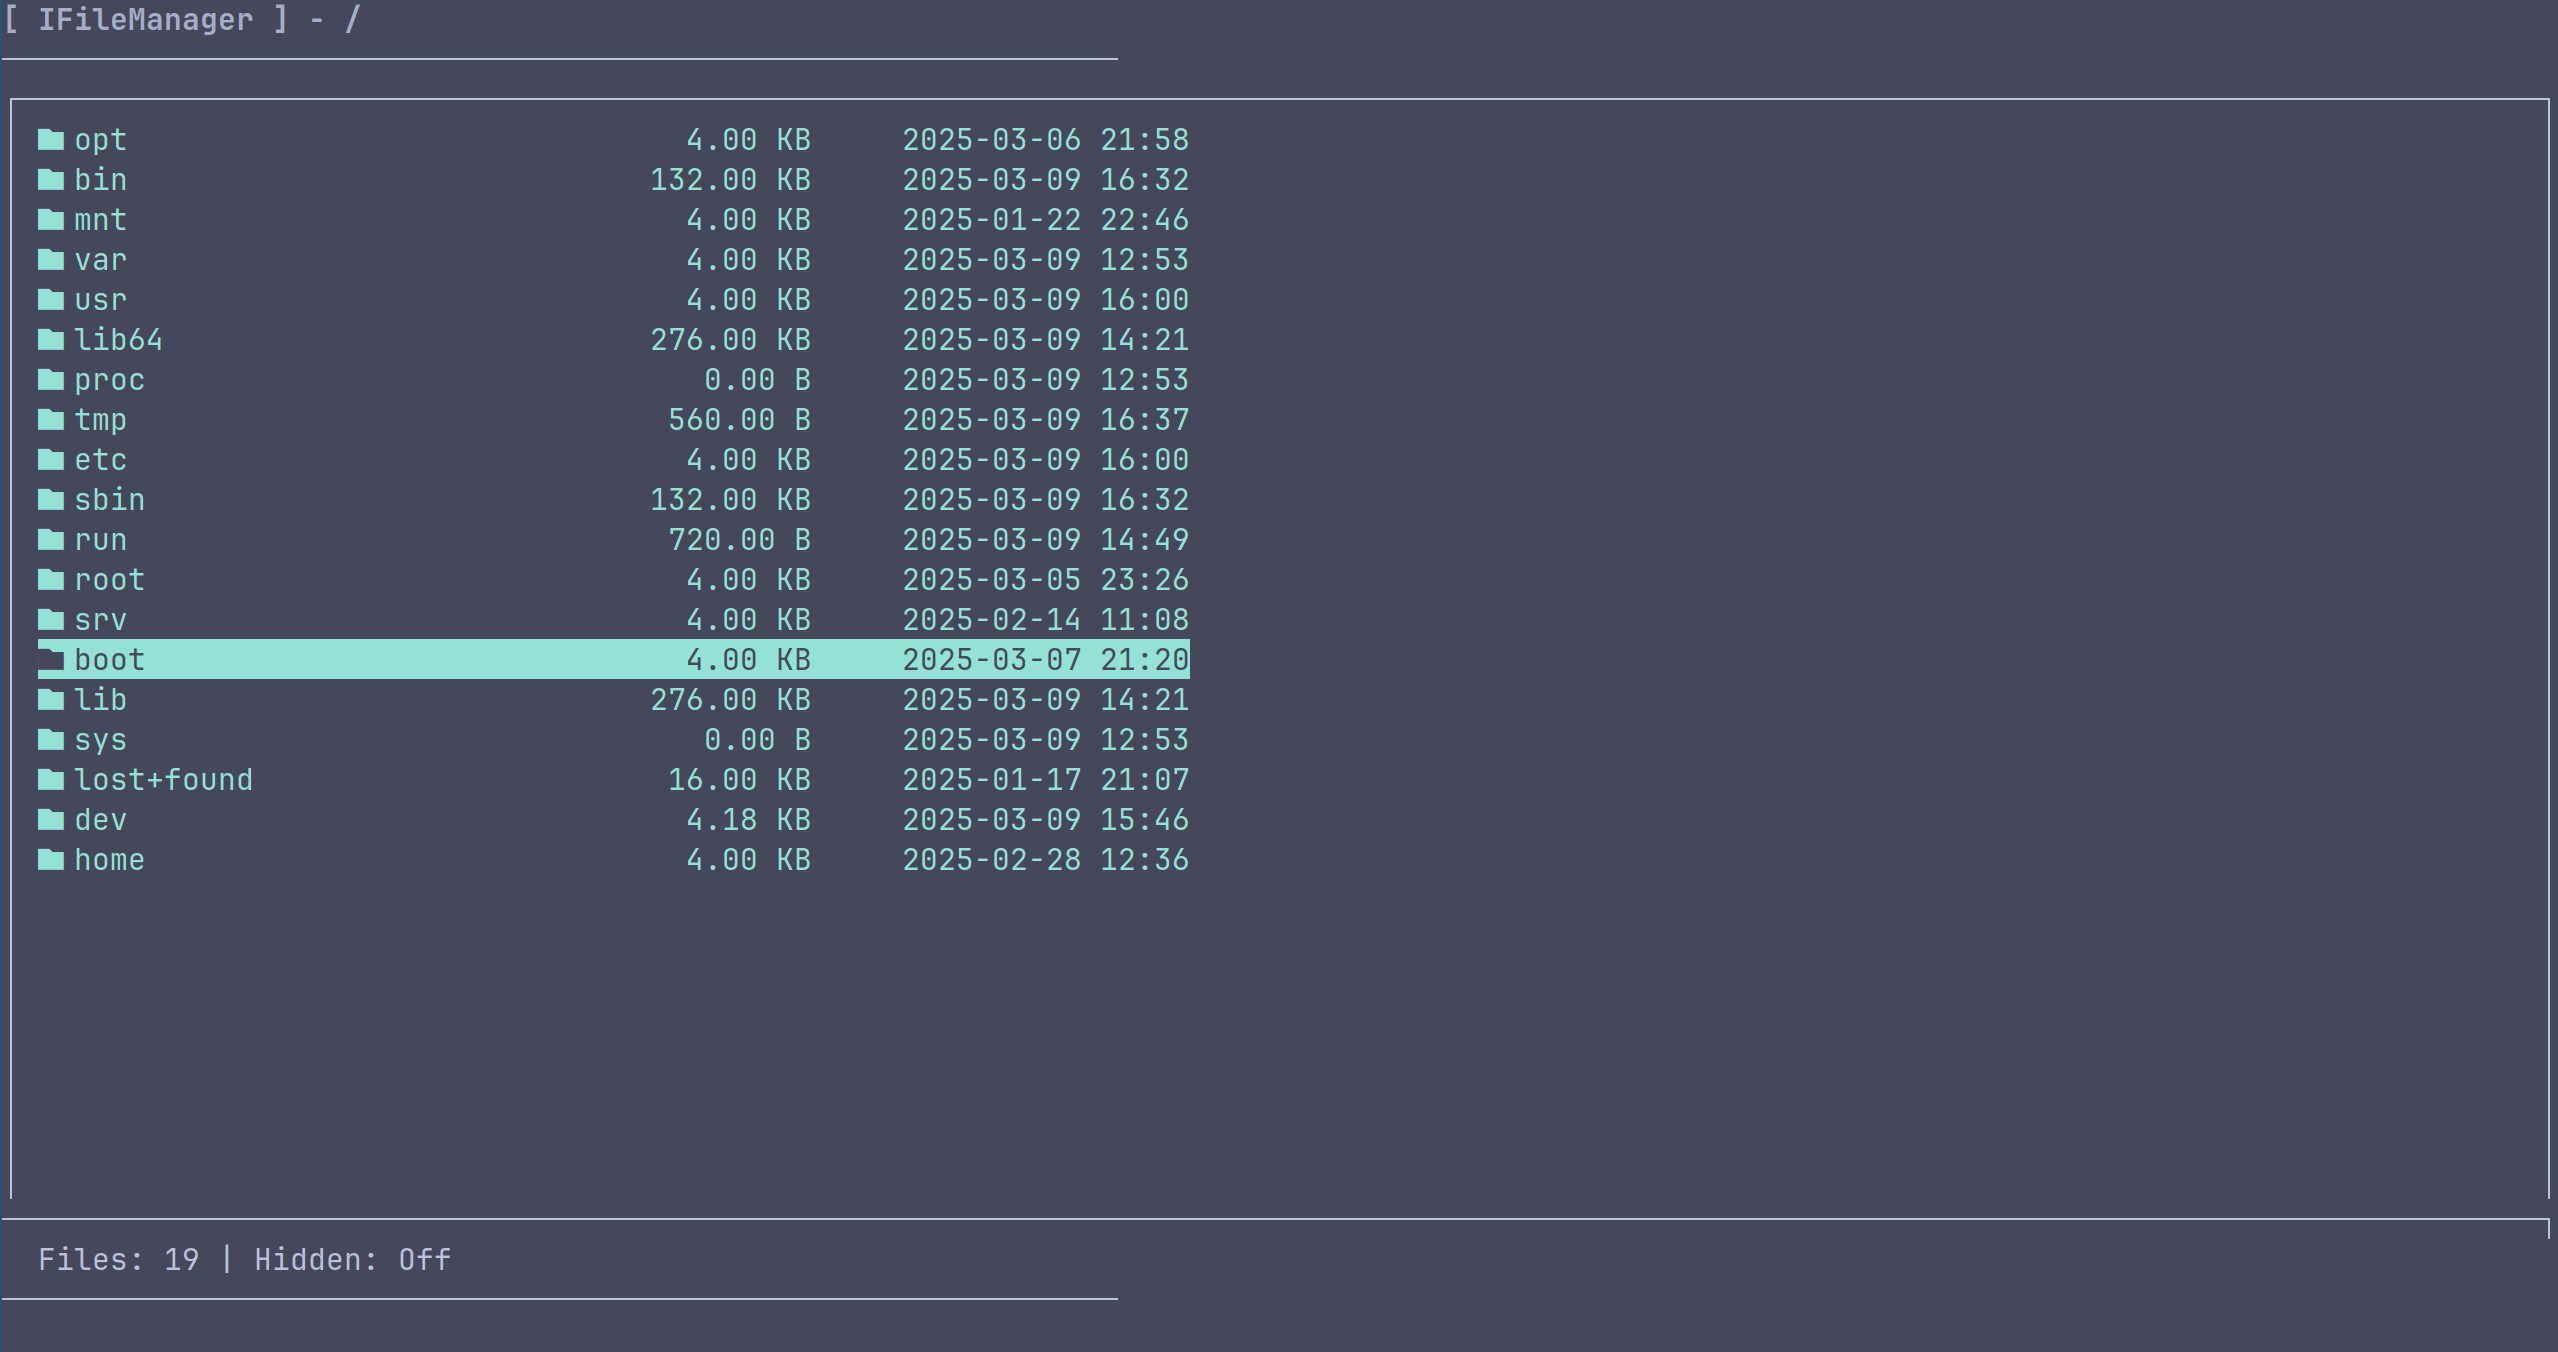 [ IFileManager ] - /
opt 4.00 KB 2025-03-06 21:58
bin 132.00 KB 2025-03-09 16:32
mnt 4.00 KB 2025-01-22 22:46
var 4.00 KB 2025-03-09 12:53
usr 4.00 KB 2025-03-09 16:00
lib64 276.00 KB 2025-03-09 14:21
proc 0.00 B 2025-03-09 12:53
tmp 560.00 B 2025-03-09 16:37
etc 4.00 KB 2025-03-09 16:00
sbin 132.00 KB 2025-03-09 16:32
run 720.00 B 2025-03-09 14:49
root 4.00 KB 2025-03-05 23:26
srv 4.00 KB 2025-02-14 11:08
boot 4.00 KB 2025-03-07 21:20
lib 276.00 KB 2025-03-09 14:21
sys 0.00 B 2025-03-09 12:53
lost+found 16.00 KB 2025-01-17 21:07
dev 4.18 KB 2025-03-09 15:46
home 4.00 KB 2025-02-28 12:36
Files: 19 | Hidden: Off